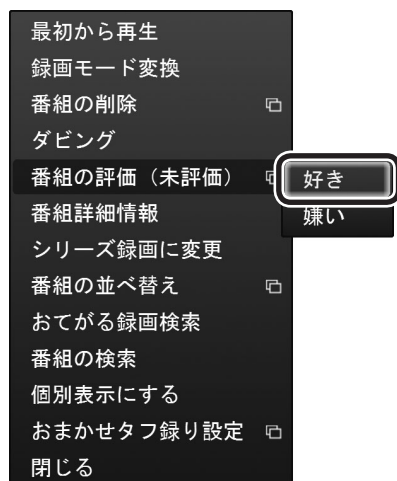 最初から再生
録画モード変換
番組の削除
ダビング
番組の評価（未評価）
好き
嫌い
番組詳細情報
シリーズ録画に変更
番組の並べ替え
おてがる録画検索
番組の検索
個別表示にする
おまかせタフ録り設定
閉じる